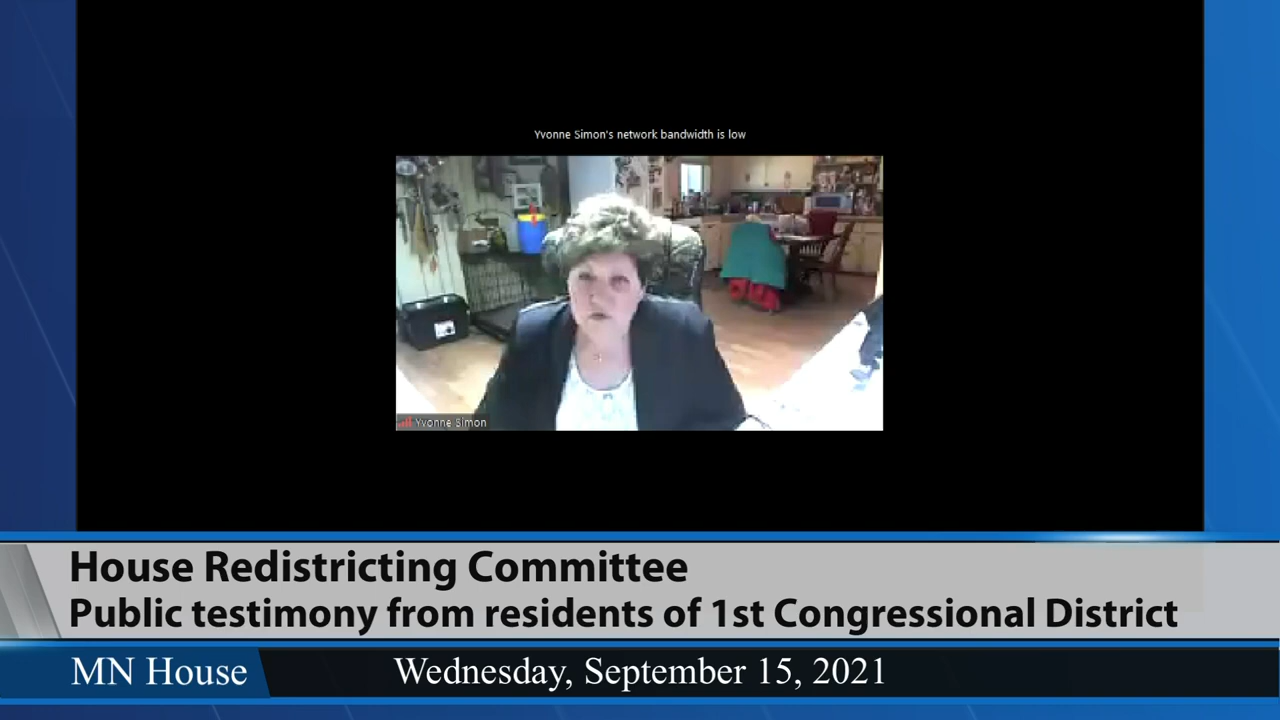 Yvonne Simon's network bandwidth is low
Yvonne Simon
House Redistricting Committee
Public testimony from residents of 1st Congressional District
MN House
Wednesday, September 15, 2021